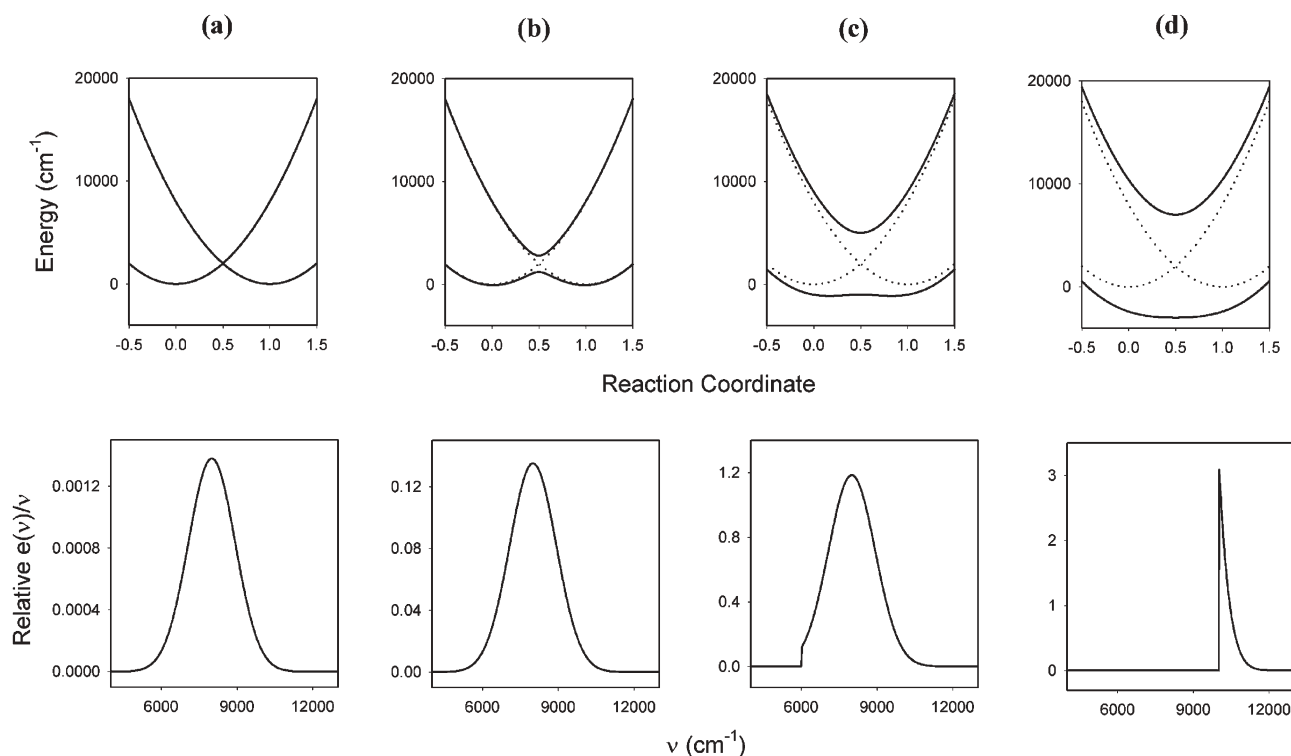 (a) (b) (c) (d)
20000 20000 20000 20000
Energy (cm-1)
10000 10000 10000 10000
0 0 0 0
-0.5 0.0 0.5 1.0 1.5 -0.5 0.0 0.5 1.0 1.5 -0.5 0.0 0.5 1.0 1.5 -0.5 0.0 0.5 1.0 1.5
Reaction Coordinate
Relative e(ν)/ν
0.0012 0.12 1.2 3
0.0008 0.08 0.8 2
0.0004 0.04 0.4 1
0.0000 0.00 0.0 0
6000 9000 12000 6000 9000 12000 6000 9000 12000 6000 9000 12000
ν (cm-1)